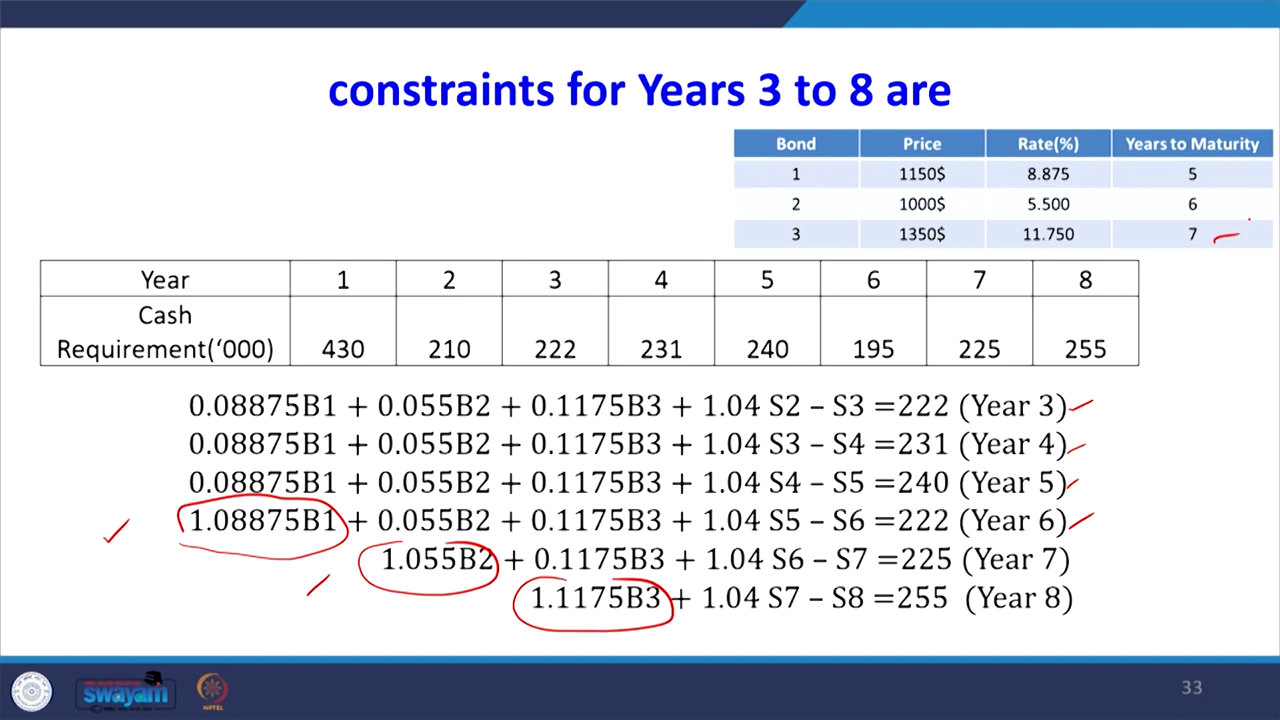 constraints for Years 3 to 8 are
Bond Price Rate(%) Years to Maturity
1 1150$ 8.875 5
2 1000$ 5.500 6
3 1350$ 11.750 7
Year 1 2 3 4 5 6 7 8
Cash
Requirement(‘000) 430 210 222 231 240 195 225 255
0.08875B1 + 0.055B2 + 0.1175B3 + 1.04 S2 – S3 =222 (Year 3)
0.08875B1 + 0.055B2 + 0.1175B3 + 1.04 S3 – S4 =231 (Year 4)
0.08875B1 + 0.055B2 + 0.1175B3 + 1.04 S4 – S5 =240 (Year 5)
1.08875B1 + 0.055B2 + 0.1175B3 + 1.04 S5 – S6 =222 (Year 6)
1.055B2 + 0.1175B3 + 1.04 S6 – S7 =225 (Year 7)
1.1175B3 + 1.04 S7 – S8 =255 (Year 8)
swayam
NPTEL
33